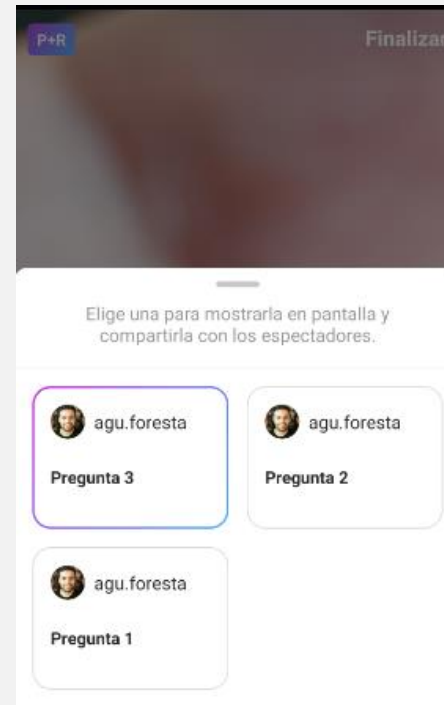 P+R
Finalizar
Elige una para mostrarla en pantalla y
compartirla con los espectadores.
agu.foresta
Pregunta 3
agu.foresta
Pregunta 2
agu.foresta
Pregunta 1